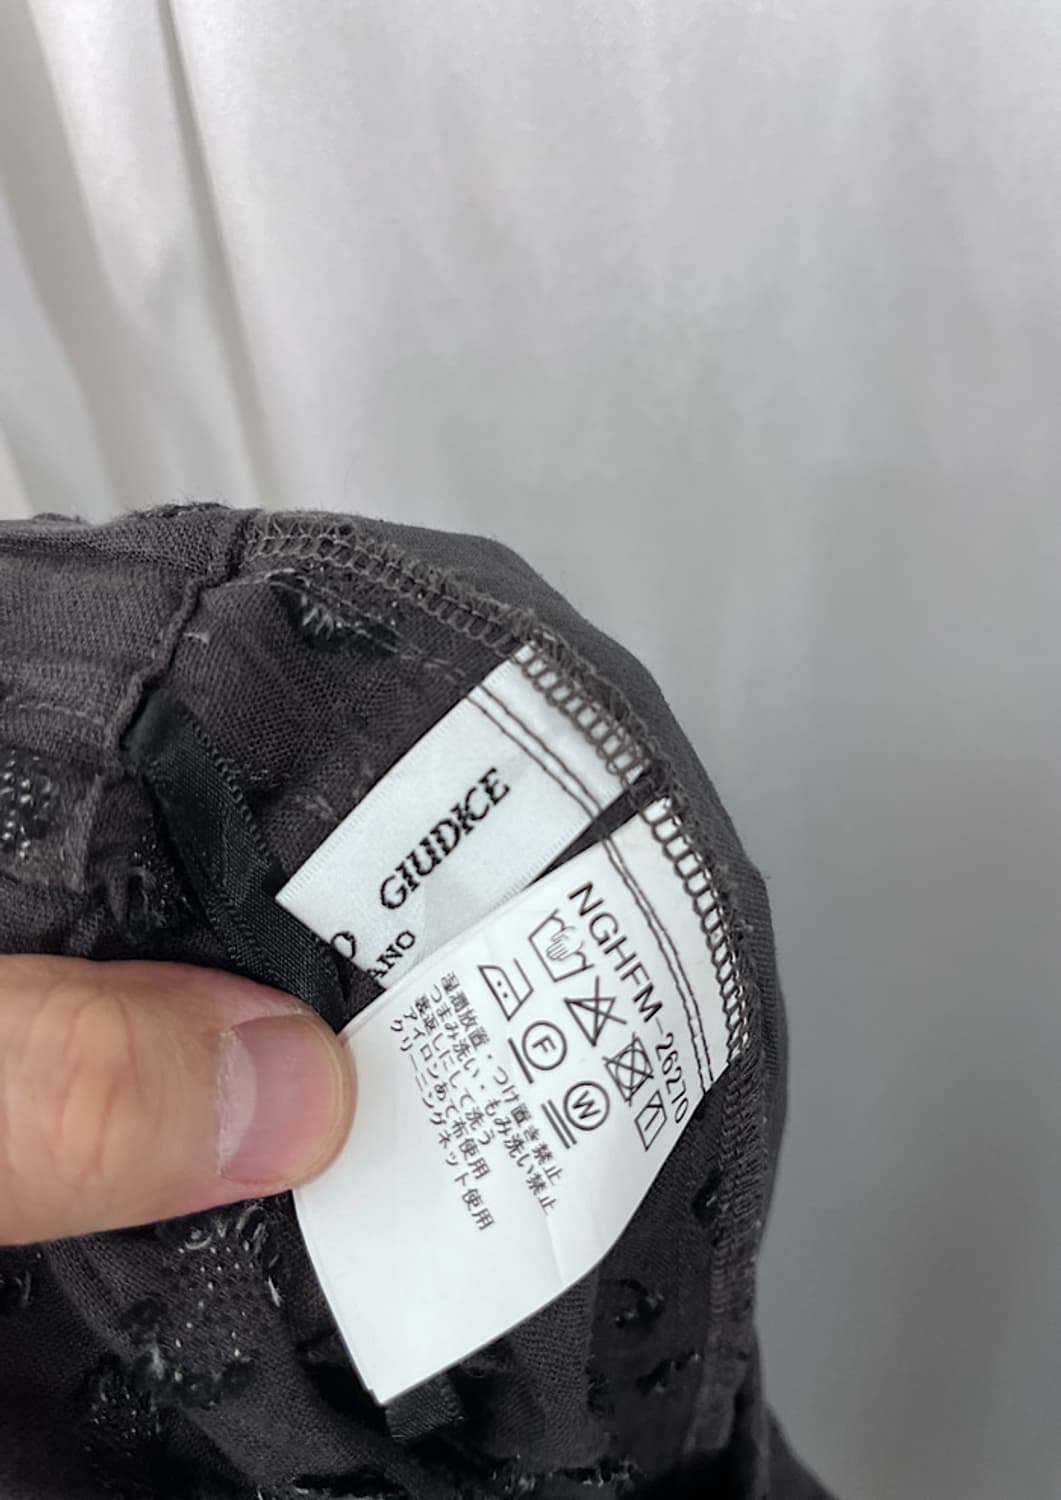 GIUDICE
O
ANO
NGHFM-26270
F
W
湿潤放置・つけ置き禁止
つまみ洗い・もみ洗い禁止
裏返しにして洗う
アイロンあて布使用
クリーニングネット使用